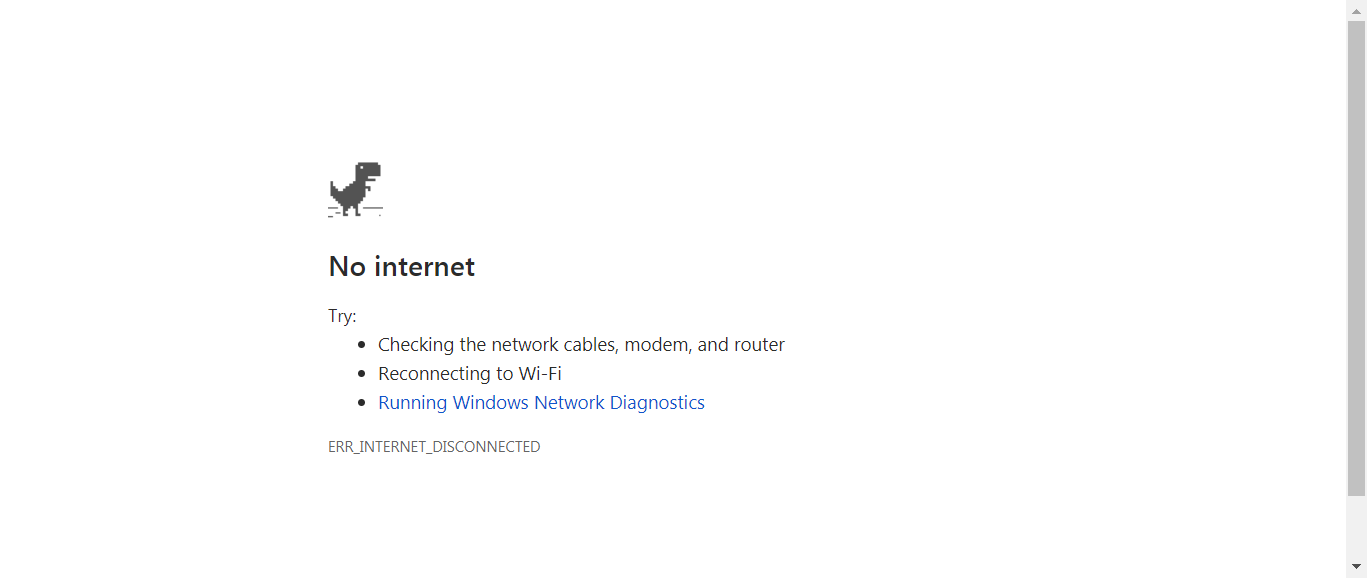 No internet
Try:
Checking the network cables, modem, and router
Reconnecting to Wi-Fi
Running Windows Network Diagnostics
ERR_INTERNET_DISCONNECTED